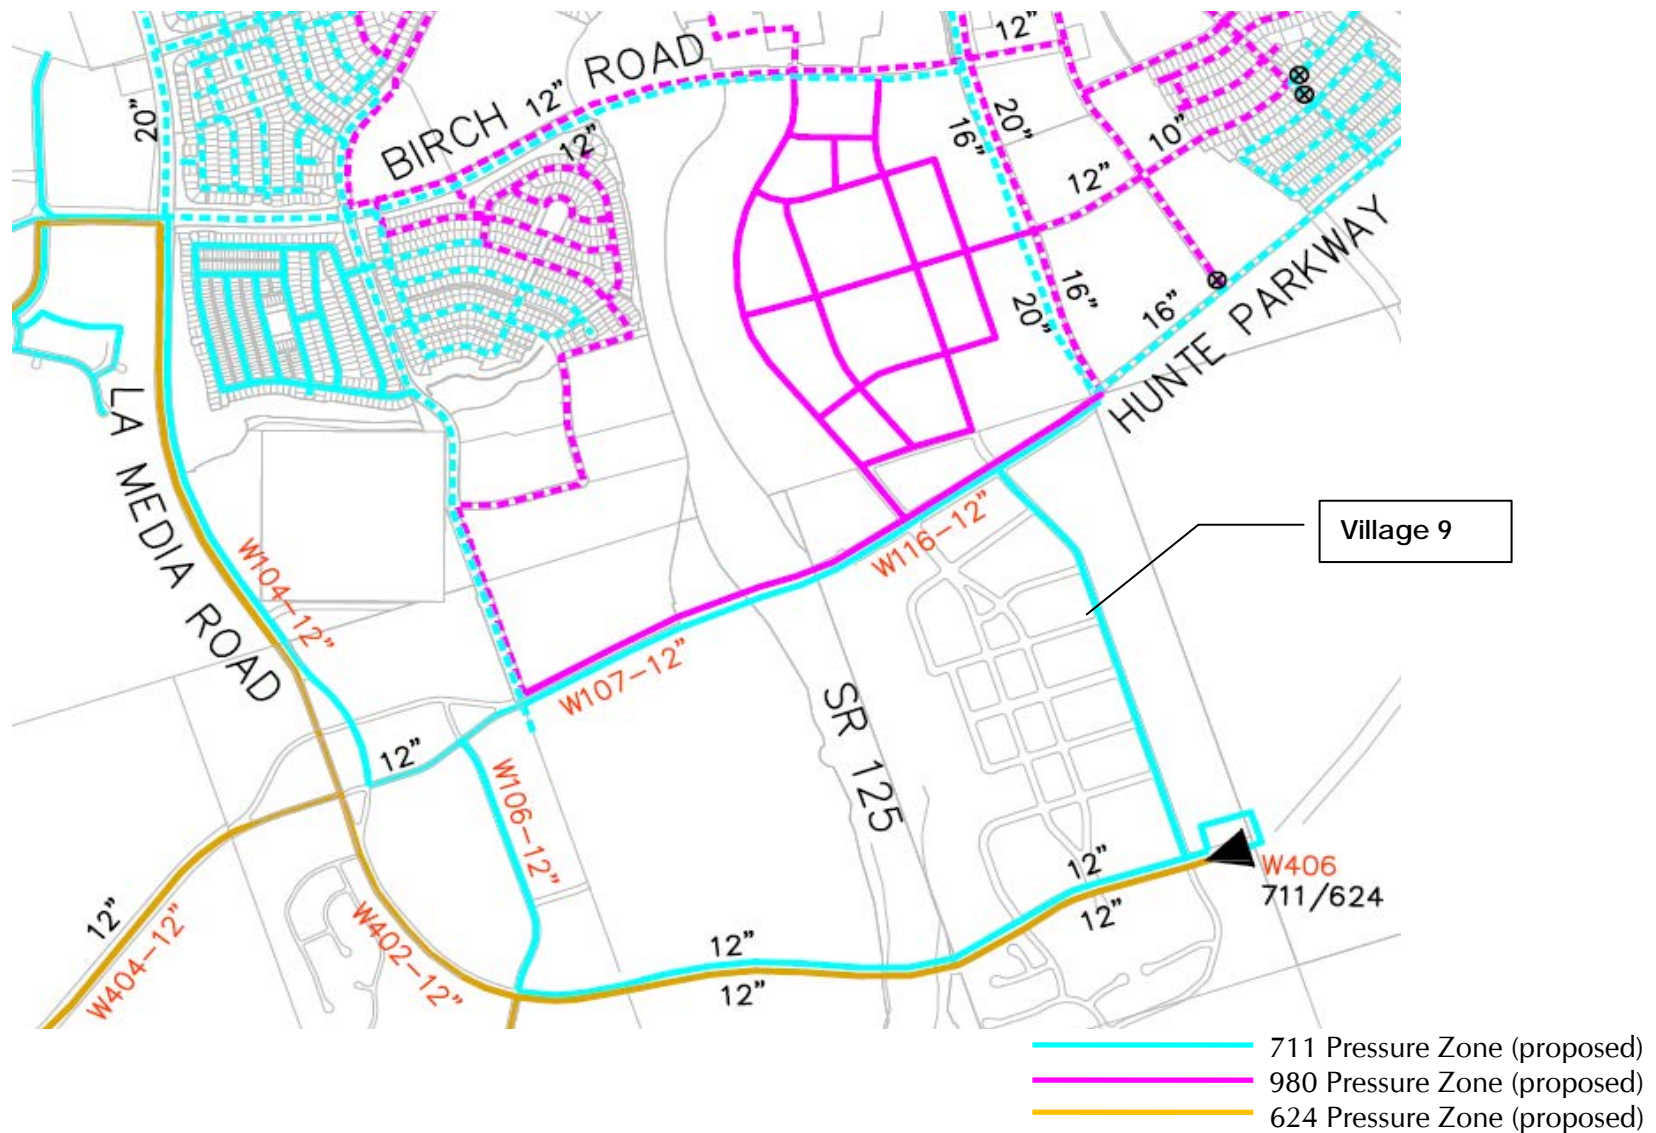 12”
20”
BIRCH 12” ROAD
12”
20”
16”
10”
12”
16”
20”
16”
HUNTE PARKWAY
LA MEDIA ROAD
W104–12”
W116–12”
Village 9
W107–12”
SR 125
12”
W106–12”
12”
W404–12”
W402–12”
12”
12”
12”
12”
W406
711/624
711 Pressure Zone (proposed)
980 Pressure Zone (proposed)
624 Pressure Zone (proposed)